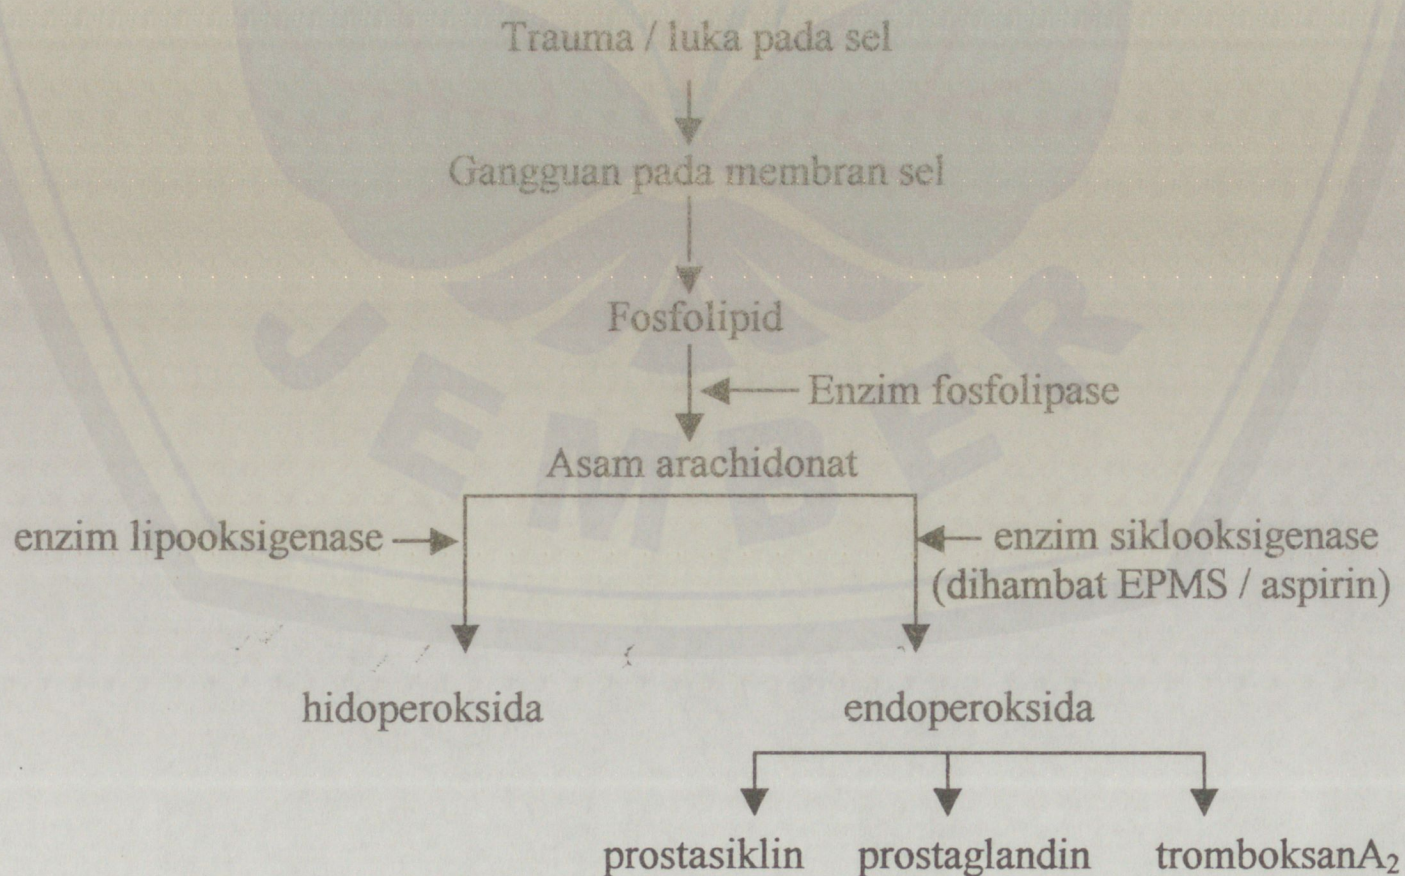 Trauma / luka pada sel
Gangguan pada membran sel
Fosfolipid
Enzim fosfolipase
Asam arachidonat
enzim lipooksigenase
enzim siklooksigenase
(dihambat EPMS / aspirin)
hidoperoksida
endoperoksida
prostasiklin
prostaglandin
tromboksanA₂
JEMBER